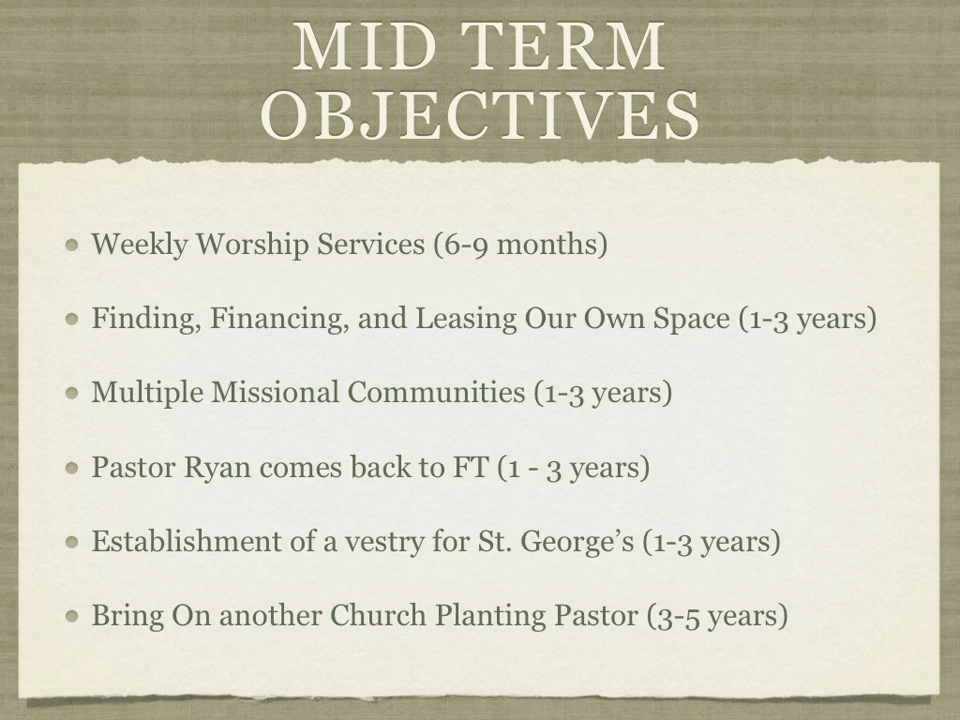 MID TERM
OBJECTIVES
Weekly Worship Services (6-9 months)
Finding, Financing, and Leasing Our Own Space (1-3 years)
Multiple Missional Communities (1-3 years)
Pastor Ryan comes back to FT (1 - 3 years)
Establishment of a vestry for St. George’s (1-3 years)
Bring On another Church Planting Pastor (3-5 years)